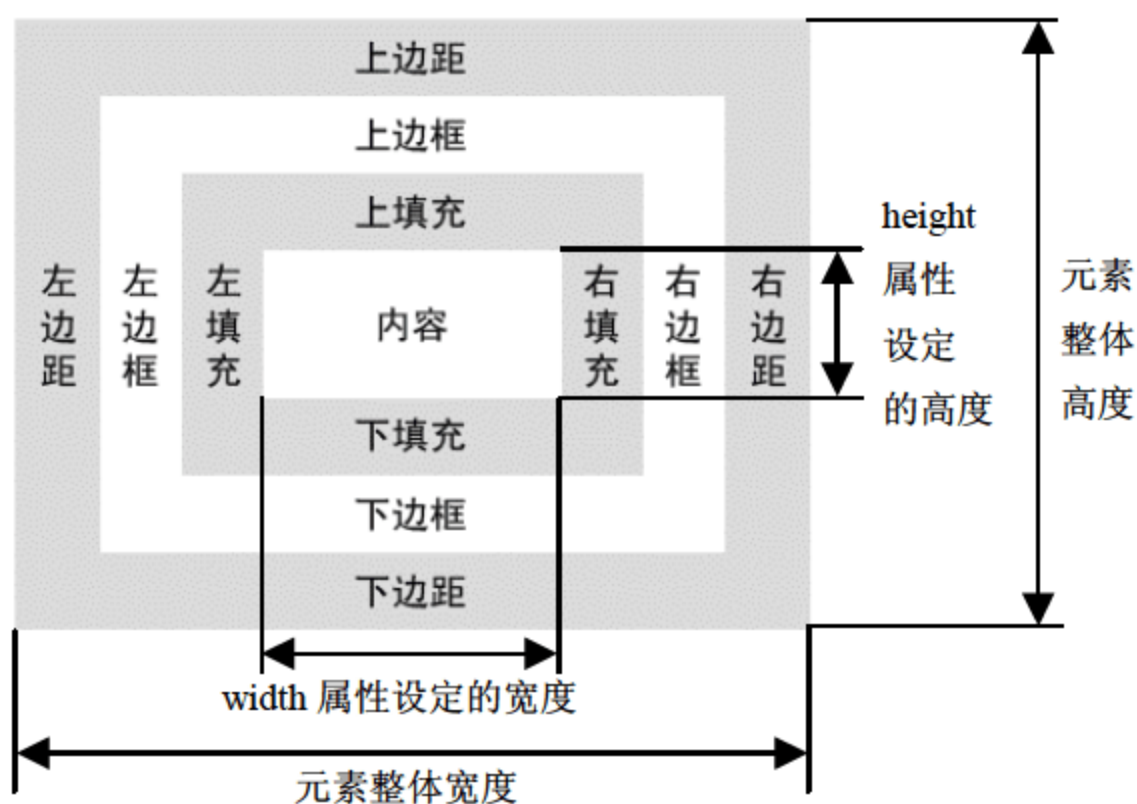 上边距
上边框
上填充
左边距
左边框
左填充
内容
右填充
右边框
右边距
下填充
下边框
下边距
height
属性
设定
的高度
元素
整体
高度
width 属性设定的宽度
元素整体宽度